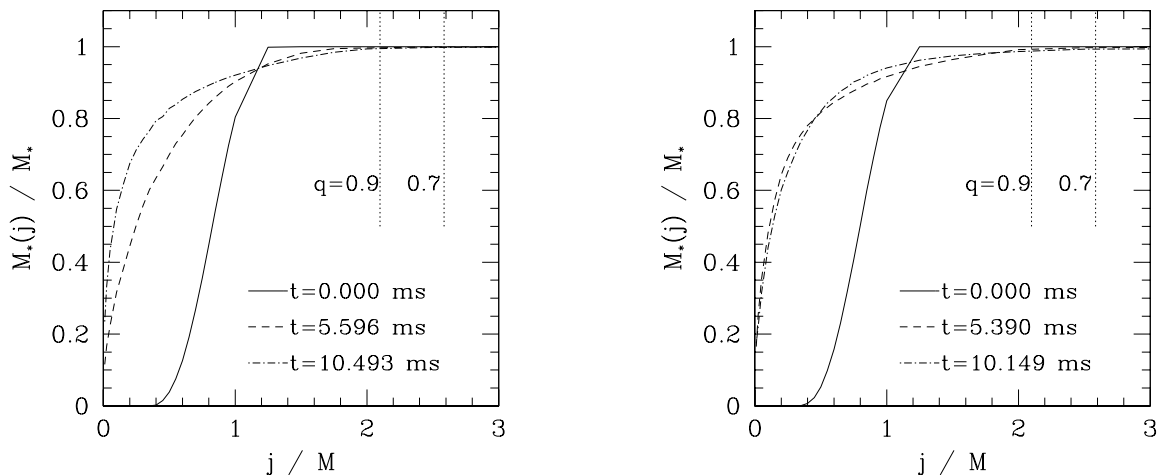 1
0.8
0.6
0.4
0.2
0
M*(j) / M*
q=0.9 0.7
t=0.000 ms
t=5.596 ms
t=10.493 ms
0 1 2 3
j / M
1
0.8
0.6
0.4
0.2
0
M*(j) / M*
q=0.9 0.7
t=0.000 ms
t=5.390 ms
t=10.149 ms
0 1 2 3
j / M